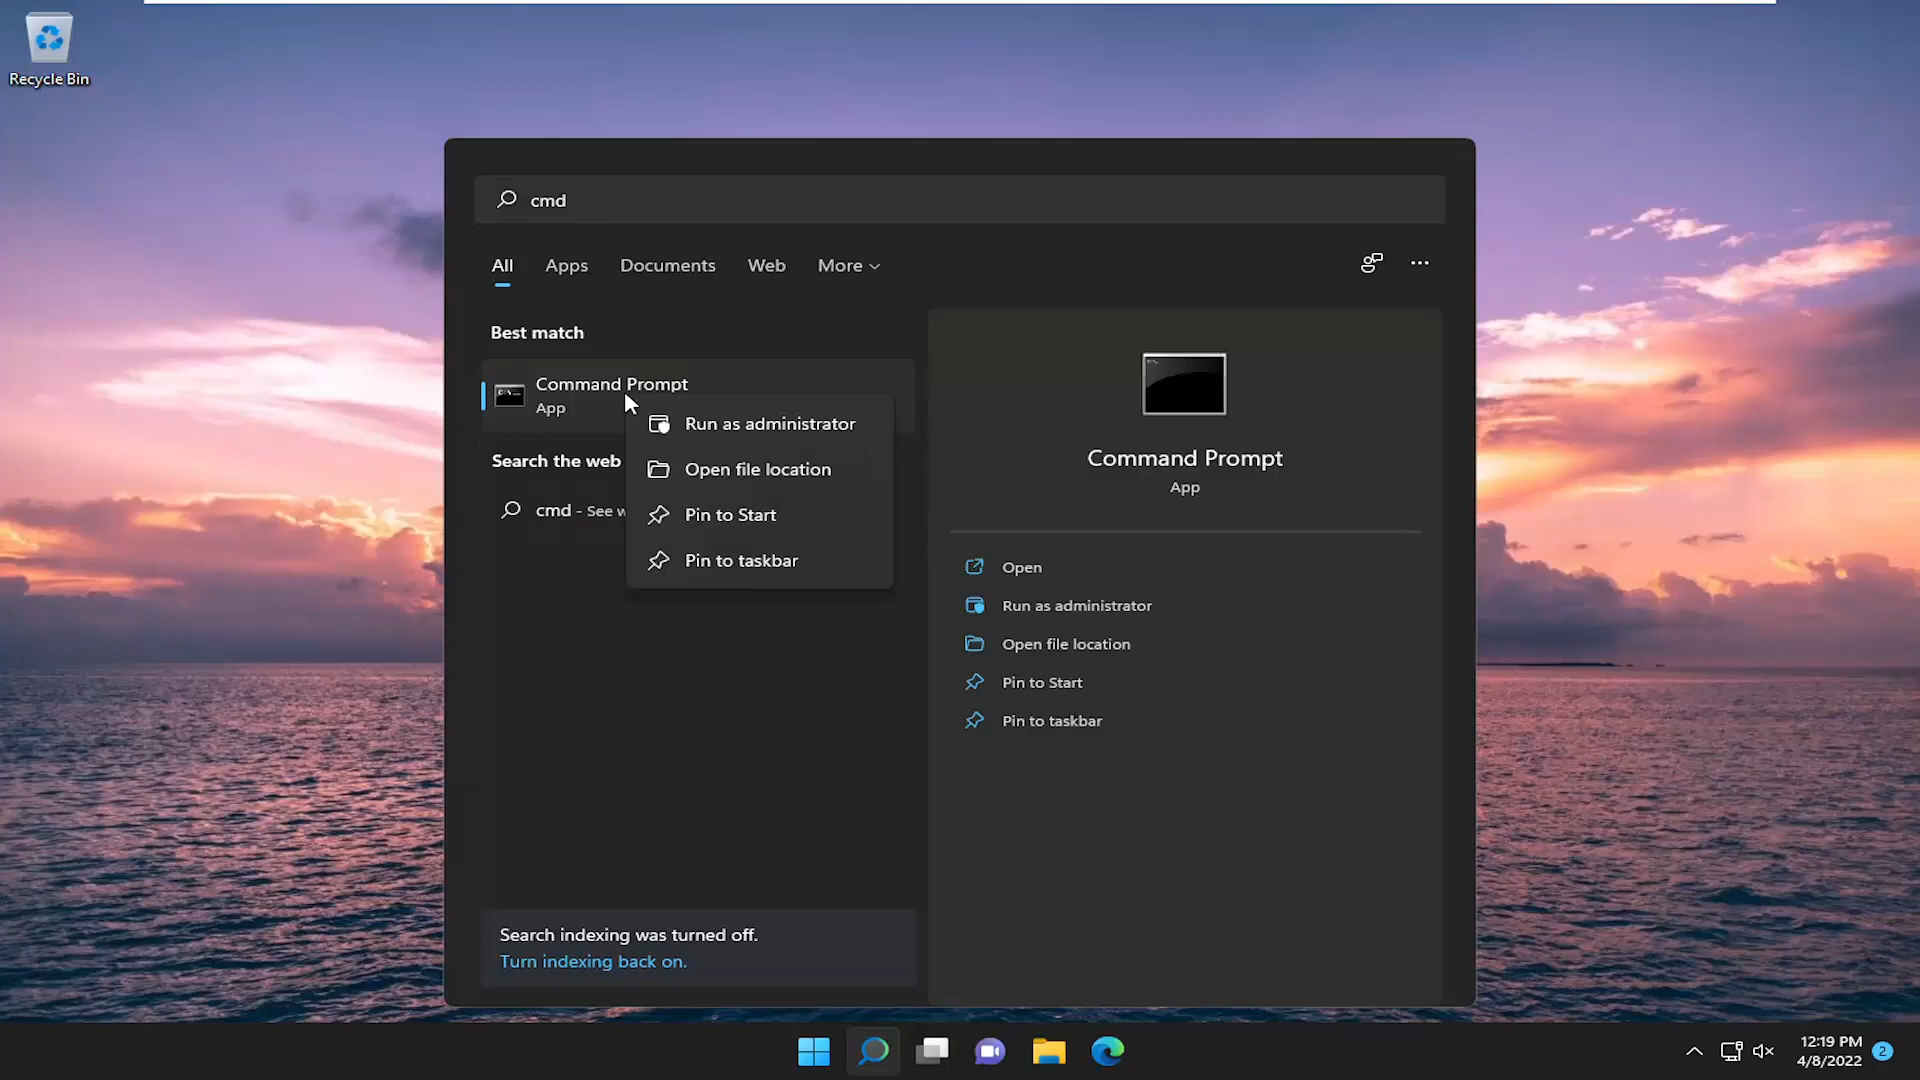 Recycle Bin
cmd
All Apps Documents Web More
Best match
Command Prompt
App
Run as administrator
Open file location
Pin to Start
Pin to taskbar
Search the web
cmd - See w
Command Prompt
App
Open
Run as administrator
Open file location
Pin to Start
Pin to taskbar
Search indexing was turned off.
Turn indexing back on.
12:19 PM
4/8/2022
2